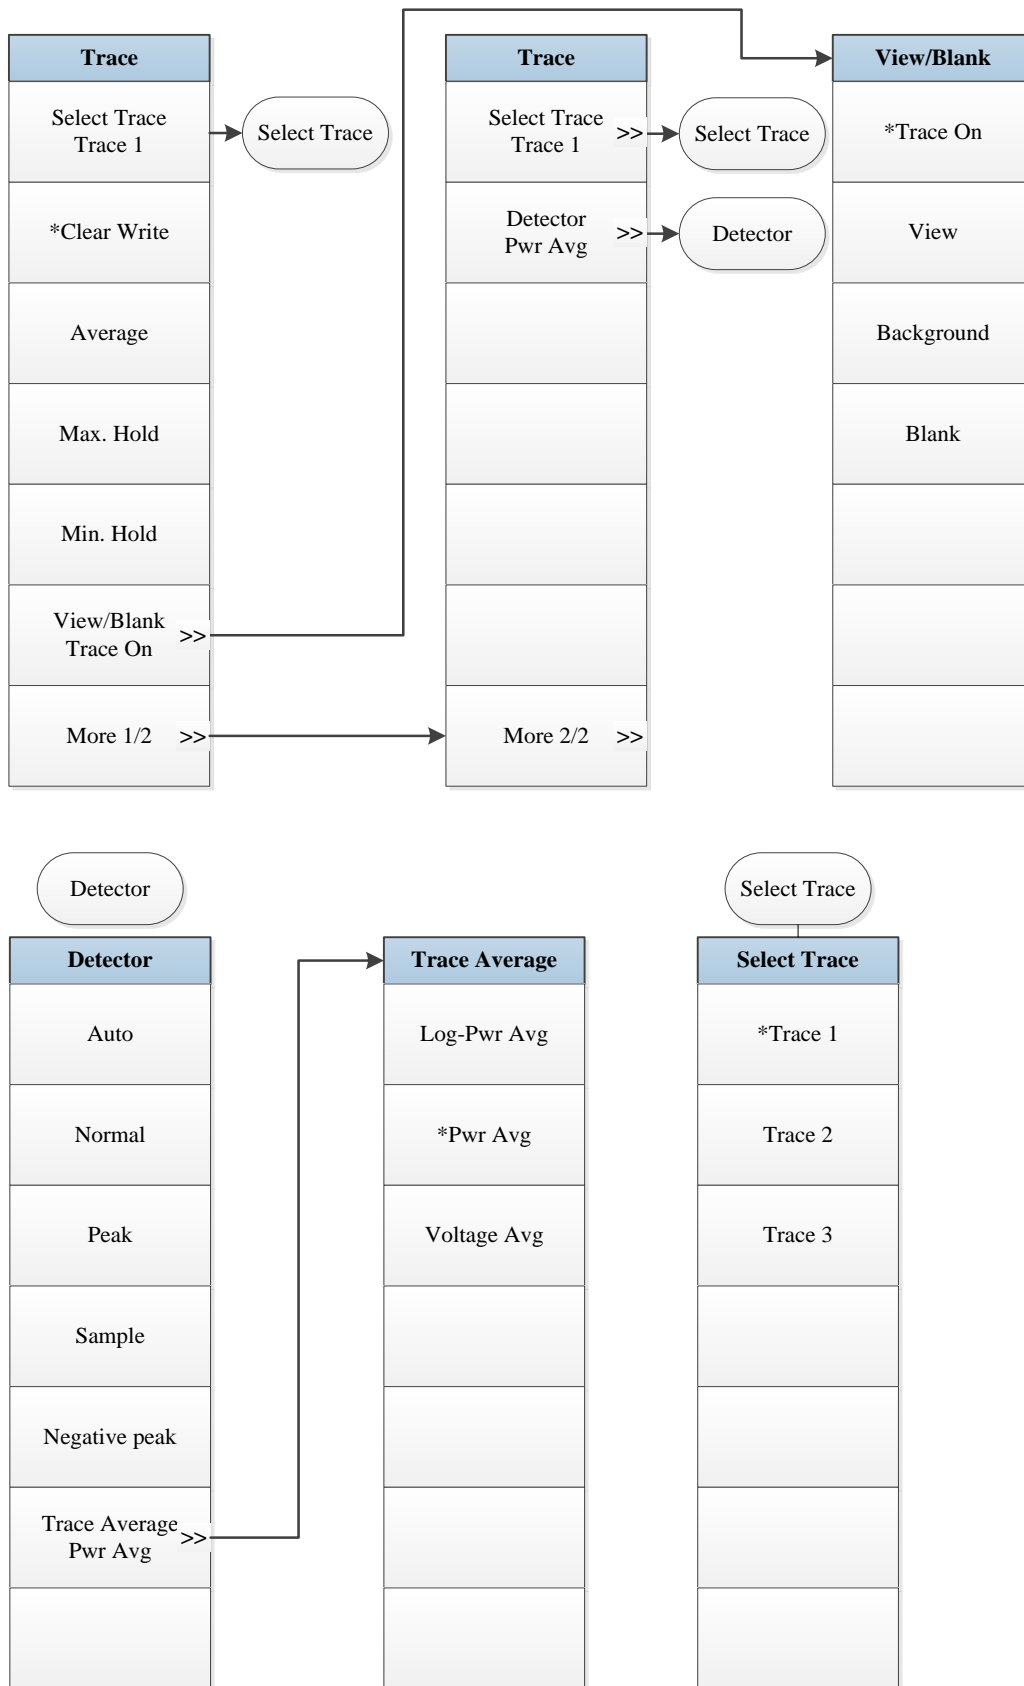 Trace
Select Trace
Trace 1
>>
Select Trace
*Clear Write
Average
Max. Hold
Min. Hold
View/Blank
Trace On
>>
More 1/2
>>
Trace
Select Trace
Trace 1
>>
Select Trace
Detector
Pwr Avg
>>
Detector
More 2/2
>>
View/Blank
*Trace On
View
Background
Blank
Detector
Detector
Auto
Normal
Peak
Sample
Negative peak
Trace Average
Pwr Avg
>>
Trace Average
Log-Pwr Avg
*Pwr Avg
Voltage Avg
Select Trace
Select Trace
*Trace 1
Trace 2
Trace 3